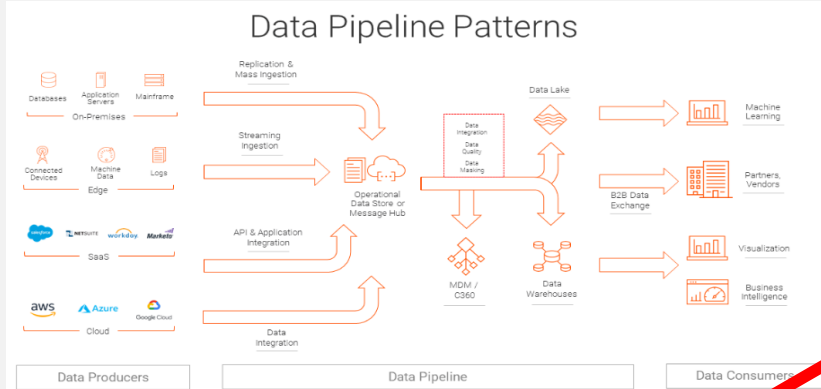 Data Pipeline Patterns
Replication &
Mass Ingestion
Databases
Application
Servers
Mainframe
On-Premises
Streaming
Ingestion
Connected
Devices
Machine
Data
Logs
Edge
salesforce
NETSUITE
workday
Marketo
SaaS
API & Application
Integration
aws
Azure
Google Cloud
Cloud
Data
Integration
Operational
Data Store or
Message Hub
Data
Integration
Data
Quality
Data
Masking
Data Lake
MDM /
C360
Data
Warehouses
B2B Data
Exchange
Machine
Learning
Partners,
Vendors
Visualization
Business
Intelligence
Data Producers
Data Pipeline
Data Consumers